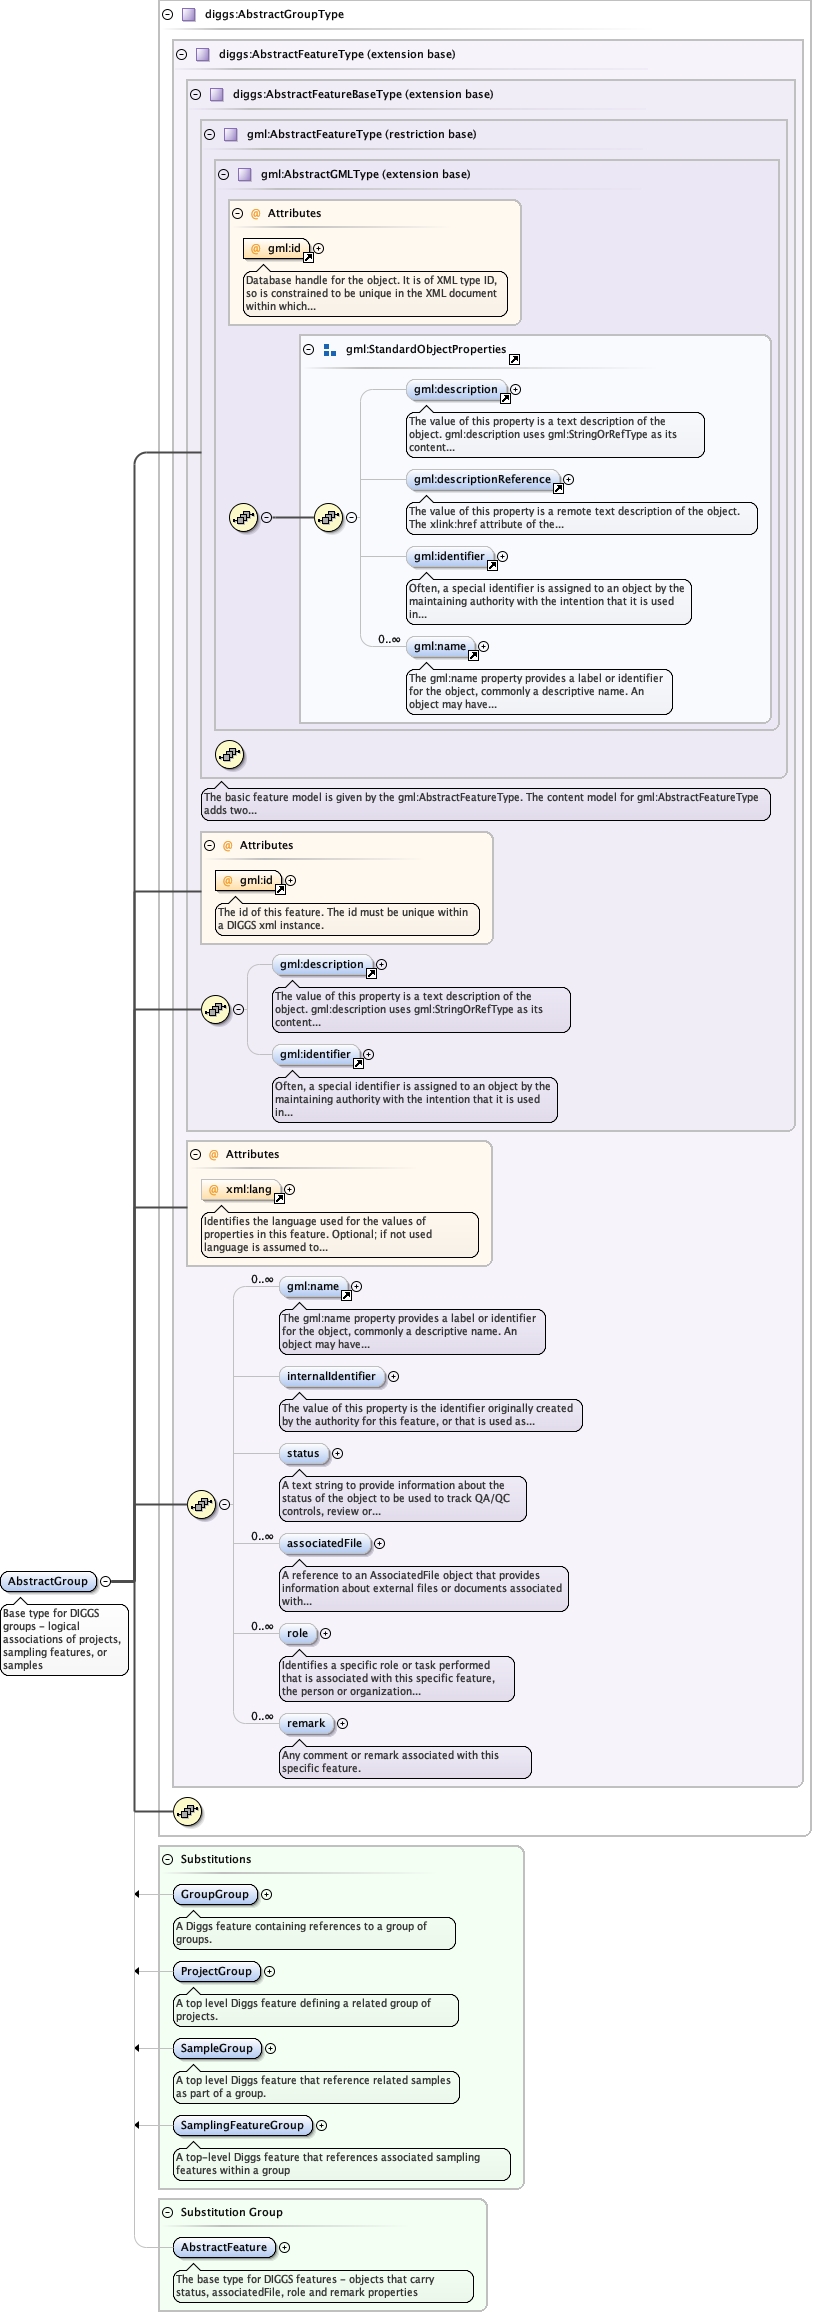 diggs:AbstractGroupType
diggs:AbstractFeatureType (extension base)
diggs:AbstractFeatureBaseType (extension base)
gml:AbstractFeatureType (restriction base)
gml:AbstractGMLType (extension base)
@ Attributes
@ gml:id
Database handle for the object. It is of XML type ID,
so is constrained to be unique in the XML document
within which...
gml:StandardObjectProperties
gml:description
The value of this property is a text description of the
object. gml:description uses gml:StringOrRefType as its
content...
gml:descriptionReference
The value of this property is a remote text description of the object.
The xlink:href attribute of the...
gml:identifier
Often, a special identifier is assigned to an object by the
maintaining authority with the intention that it is used
in...
0..∞
gml:name
The gml:name property provides a label or identifier
for the object, commonly a descriptive name. An
object may have...
The basic feature model is given by the gml:AbstractFeatureType. The content model for gml:AbstractFeatureType
adds two...
@ Attributes
@ gml:id
The id of this feature. The id must be unique within
a DIGGS xml instance.
gml:description
The value of this property is a text description of the
object. gml:description uses gml:StringOrRefType as its
content...
gml:identifier
Often, a special identifier is assigned to an object by the
maintaining authority with the intention that it is used
in...
@ Attributes
@ xml:lang
Identifies the language used for the values of
properties in this feature. Optional; if not used
language is assumed to...
0..∞
gml:name
The gml:name property provides a label or identifier
for the object, commonly a descriptive name. An
object may have...
internalIdentifier
The value of this property is the identifier originally created
by the authority for this feature, or that is used as...
status
A text string to provide information about the
status of the object to be used to track QA/QC
controls, review or...
0..∞
associatedFile
A reference to an AssociatedFile object that provides
information about external files or documents associated
with...
0..∞
role
Identifies a specific role or task performed
that is associated with this specific feature,
the person or organization...
0..∞
remark
Any comment or remark associated with this
specific feature.
AbstractGroup
Base type for DIGGS
groups – logical
associations of projects,
sampling features, or
samples
Substitutions
GroupGroup
A Diggs feature containing references to a group of
groups.
ProjectGroup
A top level Diggs feature defining a related group of
projects.
SampleGroup
A top level Diggs feature that reference related samples
as part of a group.
SamplingFeatureGroup
A top-level Diggs feature that references associated sampling
features within a group
Substitution Group
AbstractFeature
The base type for DIGGS features – objects that carry
status, associatedFile, role and remark properties